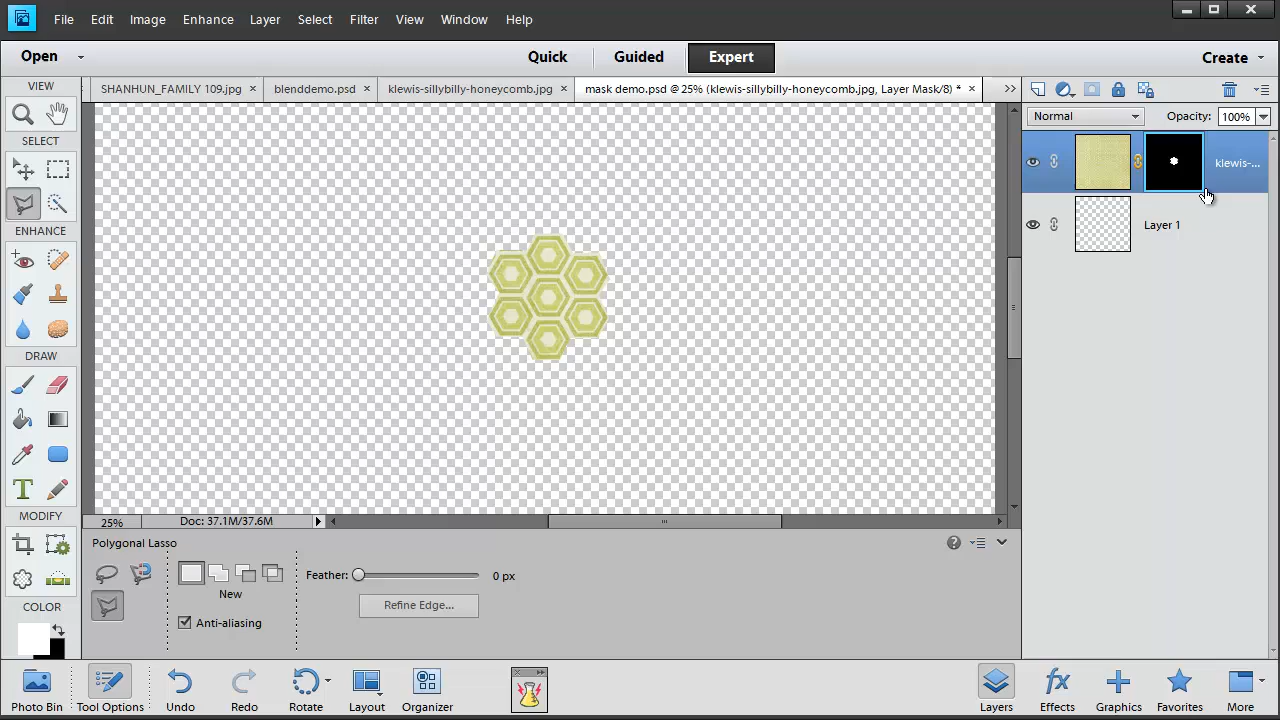 File Edit Image Enhance Layer Select Filter View Window Help
Open Quick Guided Expert Create
VIEW
SHANHUN_FAMILY 109.jpg × blenddemo.psd × klewis-sillybilly-honeycomb.jpg × mask demo.psd @ 25% (klewis-sillybilly-honeycomb.jpg, Layer Mask/8) * ×
Normal Opacity: 100%
SELECT
klewis-...
Layer 1
ENHANCE
DRAW
T
MODIFY
25% Doc: 37.1M/37.6M
Polygonal Lasso
Feather: 0 px
New
Refine Edge...
COLOR
Anti-aliasing
Photo Bin Tool Options Undo Redo Rotate Layout Organizer Layers fx Effects Graphics Favorites More